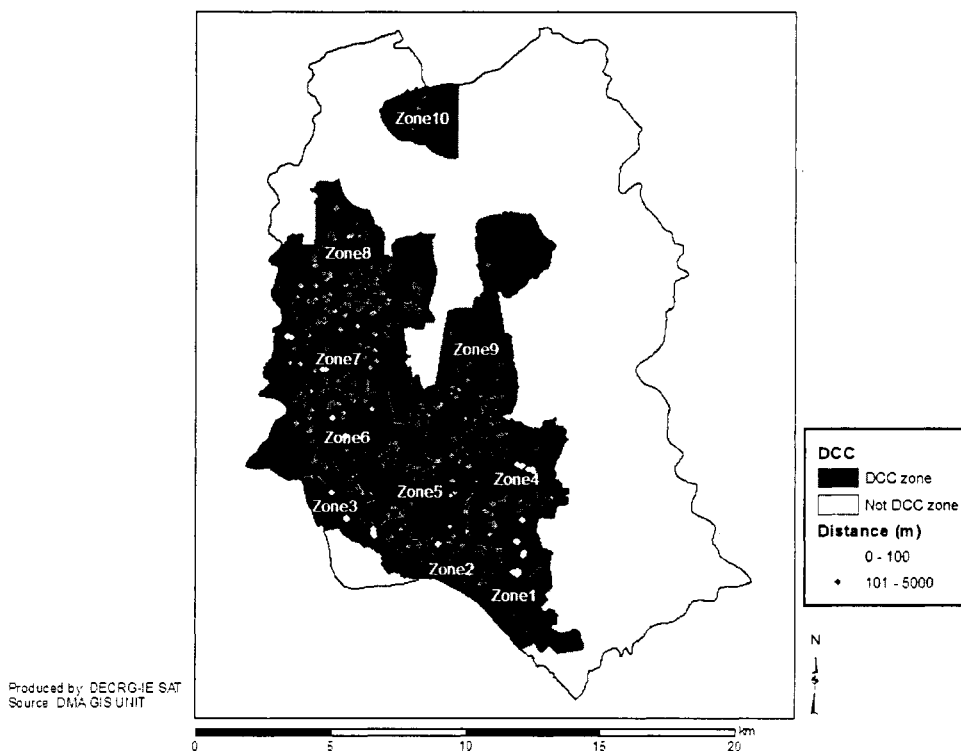 Zone10
Zone8
Zone7
Zone9
Zone6
Zone4
Zone5
Zone3
Zone2
Zone1
DCC
DCC zone
Not DCC zone
Distance (m)
0 - 100
101 - 5000
N
Produced by DECRG-IE SAT
Source DMA GIS UNIT
km
0 5 10 15 20